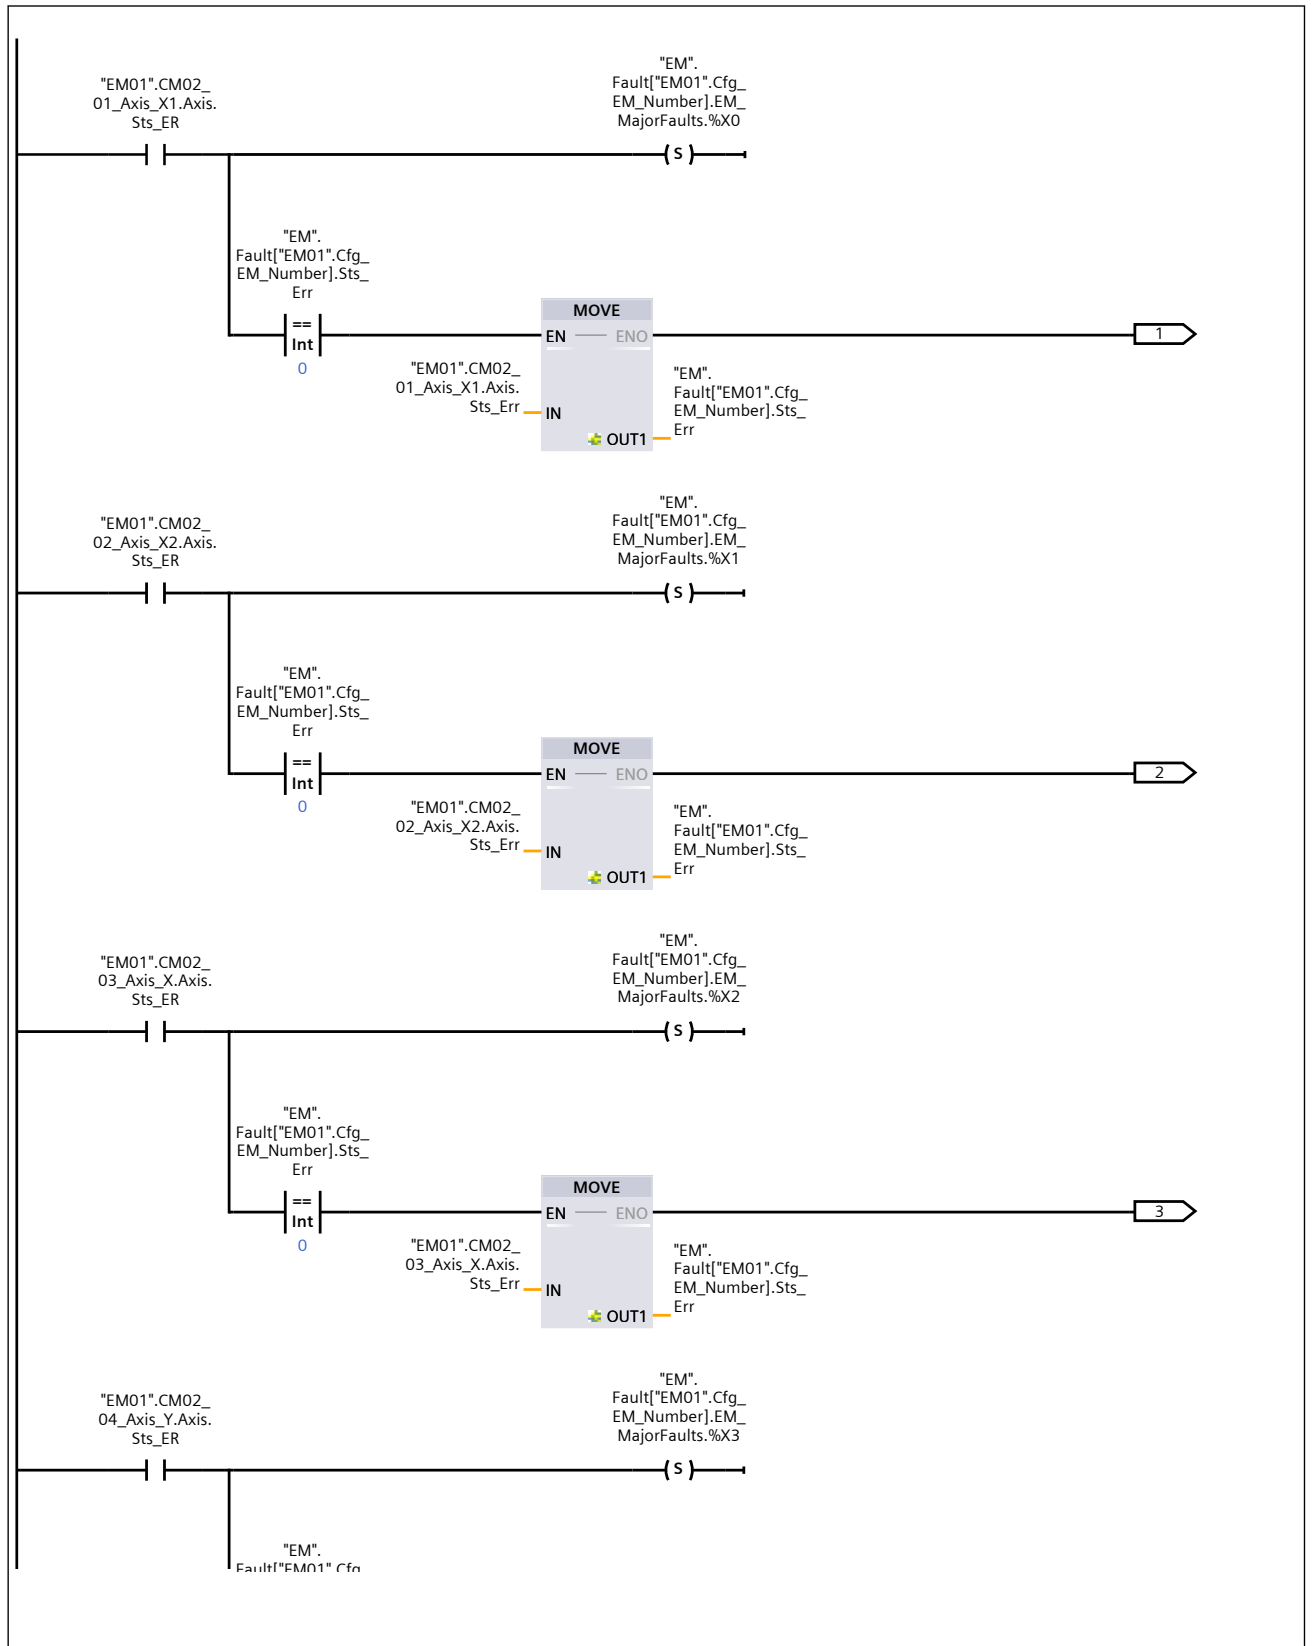 "EM01".CM02_
01_Axis_X1.Axis.
Sts_ER
"EM".
Fault["EM01".Cfg_
EM_Number].EM_
MajorFaults.%X0
( S )
"EM".
Fault["EM01".Cfg_
EM_Number].Sts_
Err
==
Int
0
MOVE
EN
ENO
1
"EM01".CM02_
01_Axis_X1.Axis.
Sts_Err
IN
OUT1
"EM".
Fault["EM01".Cfg_
EM_Number].Sts_
Err
"EM01".CM02_
02_Axis_X2.Axis.
Sts_ER
"EM".
Fault["EM01".Cfg_
EM_Number].EM_
MajorFaults.%X1
( S )
"EM".
Fault["EM01".Cfg_
EM_Number].Sts_
Err
==
Int
0
MOVE
EN
ENO
2
"EM01".CM02_
02_Axis_X2.Axis.
Sts_Err
IN
OUT1
"EM".
Fault["EM01".Cfg_
EM_Number].Sts_
Err
"EM01".CM02_
03_Axis_X.Axis.
Sts_ER
"EM".
Fault["EM01".Cfg_
EM_Number].EM_
MajorFaults.%X2
( S )
"EM".
Fault["EM01".Cfg_
EM_Number].Sts_
Err
==
Int
0
MOVE
EN
ENO
3
"EM01".CM02_
03_Axis_X.Axis.
Sts_Err
IN
OUT1
"EM".
Fault["EM01".Cfg_
EM_Number].Sts_
Err
"EM01".CM02_
04_Axis_Y.Axis.
Sts_ER
"EM".
Fault["EM01".Cfg_
EM_Number].EM_
MajorFaults.%X3
( S )
"EM".
Fault["EM01".Cfg